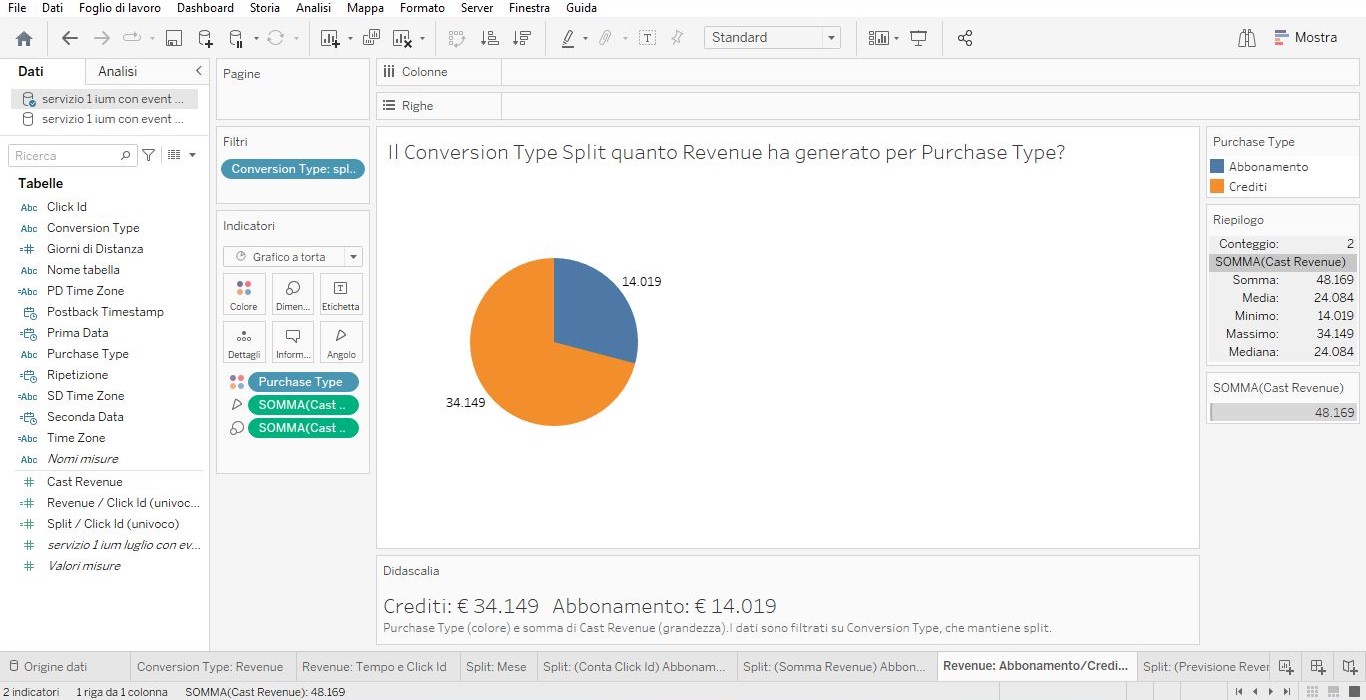 File Dati Foglio di lavoro Dashboard Storia Analisi Mappa Formato Server Finestra Guida
Standard
Mostra
Dati Analisi
servizio 1 ium con event ...
servizio 1 ium con event ...
Ricerca
Tabelle
Abc Click Id
Abc Conversion Type
=# Giorni di Distanza
Abc Nome tabella
=Abc PD Time Zone
Postback Timestamp
Prima Data
Abc Purchase Type
Ripetizione
=Abc SD Time Zone
Seconda Data
=Abc Time Zone
Abc Nomi misure
# Cast Revenue
=# Revenue / Click Id (univoc...
=# Split / Click Id (univoco)
# servizio 1 ium luglio con ev...
# Valori misure
Pagine
Filtri
Conversion Type: spl..
Indicatori
Grafico a torta
Colore Dimen... Etichetta
Dettagli Inform... Angolo
Purchase Type
SOMMA(Cast ..
SOMMA(Cast ..
Colonne
Righe
Il Conversion Type Split quanto Revenue ha generato per Purchase Type?
14.019
34.149
Didascalia
Crediti: € 34.149 Abbonamento: € 14.019
Purchase Type (colore) e somma di Cast Revenue (grandezza).I dati sono filtrati su Conversion Type, che mantiene split.
Purchase Type
Abbonamento
Crediti
Riepilogo
Conteggio: 2
SOMMA(Cast Revenue)
Somma: 48.169
Media: 24.084
Minimo: 14.019
Massimo: 34.149
Mediana: 24.084
SOMMA(Cast Revenue)
48.169
Origine dati Conversion Type: Revenue Revenue: Tempo e Click Id Split: Mese Split: (Conta Click Id) Abbonam... Split: (Somma Revenue) Abbon... Revenue: Abbonamento/Credi... Split: (Previsione Rever
2 indicatori 1 riga da 1 colonna SOMMA(Cast Revenue): 48.169